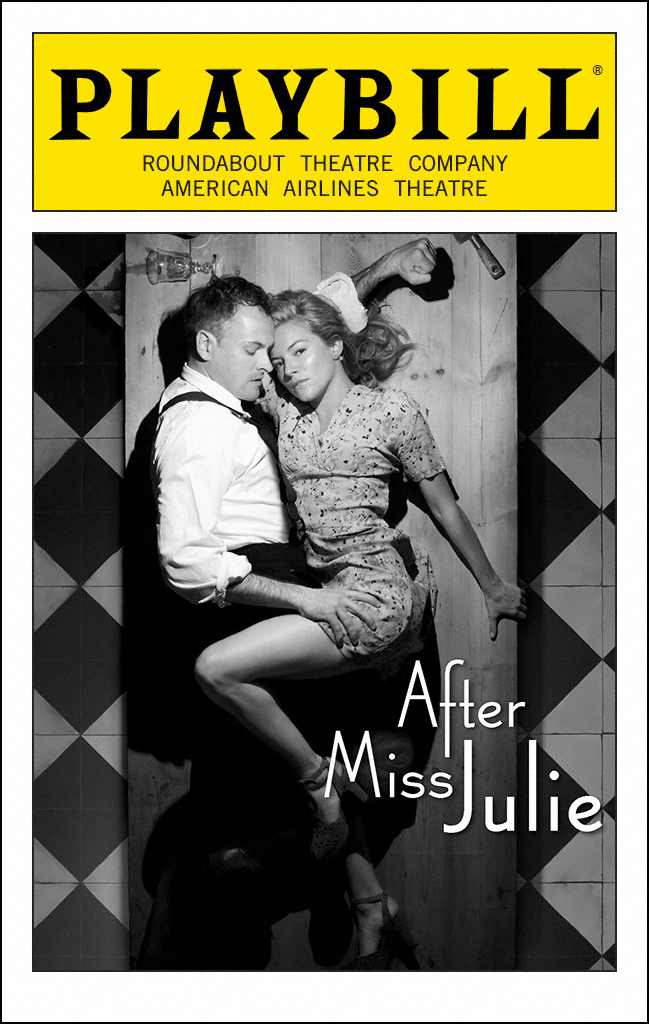 PLAYBILL®
ROUNDABOUT THEATRE COMPANY
AMERICAN AIRLINES THEATRE
After
Miss Julie